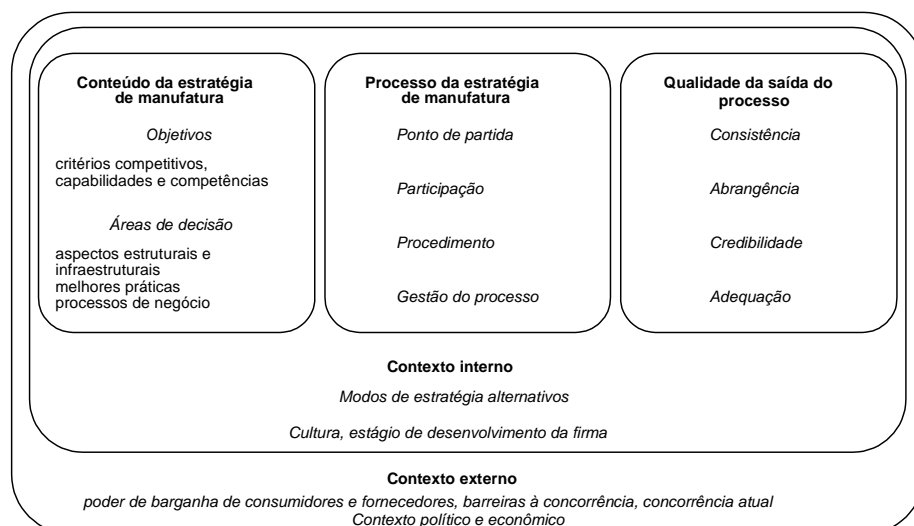 Conteúdo da estratégia
de manufatura
Objetivos
critérios competitivos,
capabilidades e competências
Áreas de decisão
aspectos estruturais e
infraestruturais
melhores práticas
processos de negócio
Processo da estratégia
de manufatura
Ponto de partida
Participação
Procedimento
Gestão do processo
Qualidade da saída do
processo
Consistência
Abrangência
Credibilidade
Adequação
Contexto interno
Modos de estratégia alternativos
Cultura, estágio de desenvolvimento da firma
Contexto externo
poder de barganha de consumidores e fornecedores, barreiras à concorrência, concorrência atual
Contexto político e econômico